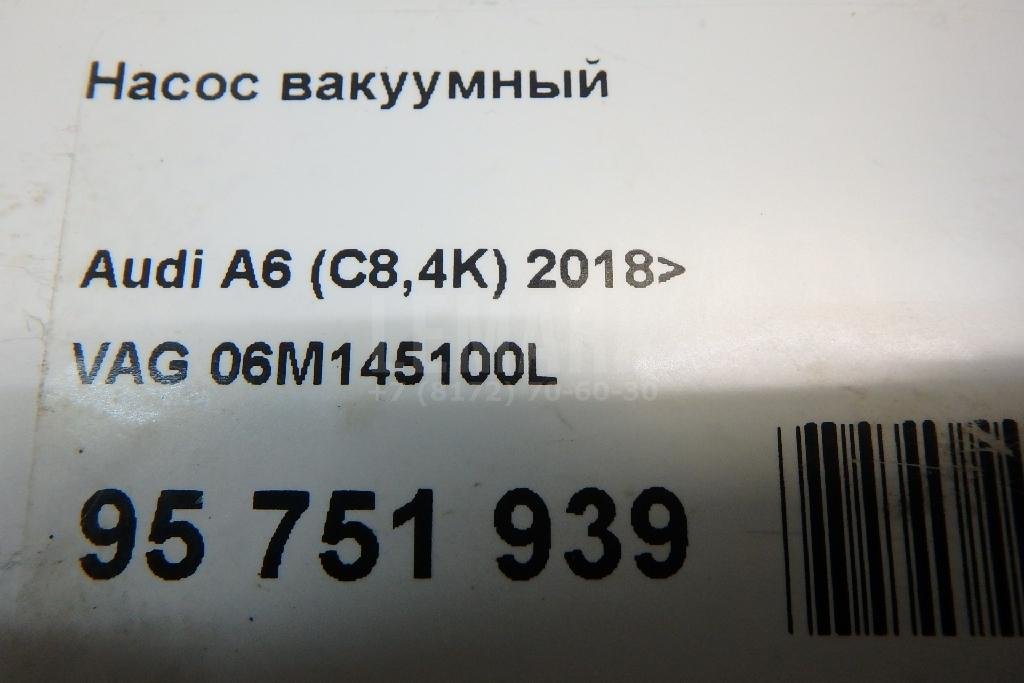 Насос вакуумный
Audi A6 (C8,4K) 2018>
VAG 06M145100L
+7 (8172) 70-60-30
95 751 939